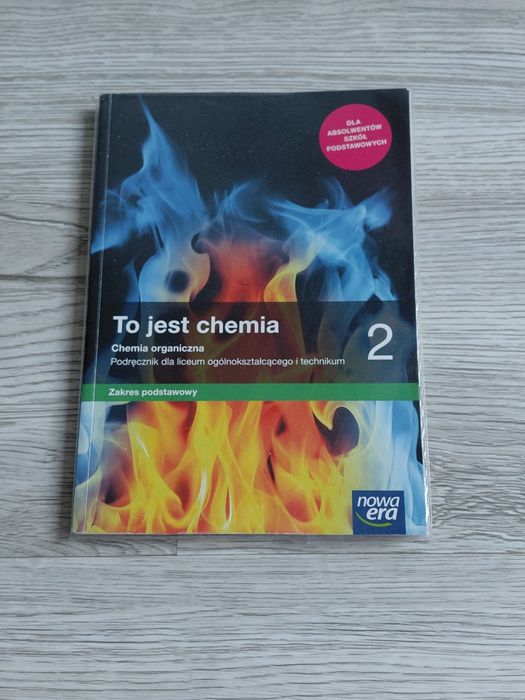 DLA
ABSOLWENTÓW
SZKÓŁ
PODSTAWOWYCH
To jest chemia
2
Chemia organiczna
Podręcznik dla liceum ogólnokształcącego i technikum
Zakres podstawowy
nowa
era